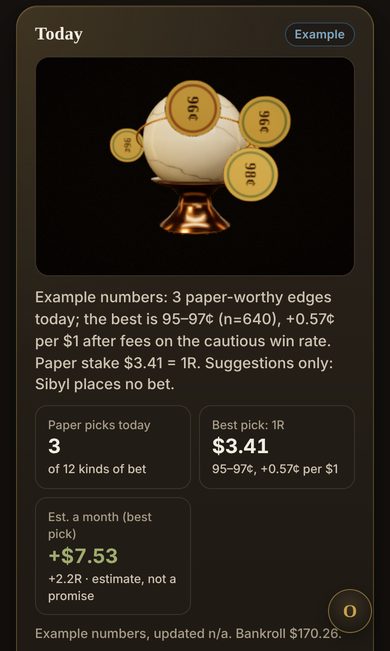 Today
Example
96¢
96¢
96¢
98¢
Example numbers: 3 paper-worthy edges
today; the best is 95–97¢ (n=640), +0.57¢
per $1 after fees on the cautious win rate.
Paper stake $3.41 = 1R. Suggestions only:
Sibyl places no bet.
Paper picks today
3
of 12 kinds of bet
Best pick: 1R
$3.41
95–97¢, +0.57¢ per $1
Est. a month (best
pick)
+$7.53
+2.2R · estimate, not a
promise
O
Example numbers, updated n/a. Bankroll $170.26.